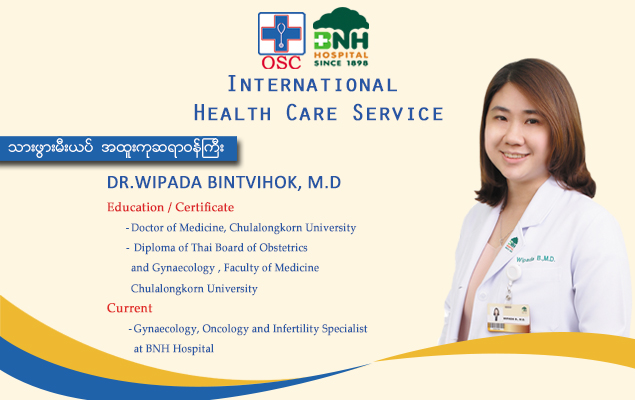 OSC
BNH
HOSPITAL
SINCE 1898
INTERNATIONAL
HEALTH CARE SERVICE
သားဖွားမီးယပ် အထူးကုဆရာဝန်ကြီး
DR.WIPADA BINTVIHOK, M.D
Education / Certificate
- Doctor of Medicine, Chulalongkorn University
- Diploma of Thai Board of Obstetrics
and Gynaecology , Faculty of Medicine
Chulalongkorn University
Current
- Gynaecology, Oncology and Infertility Specialist
at BNH Hospital
Wipada B.,M.D.